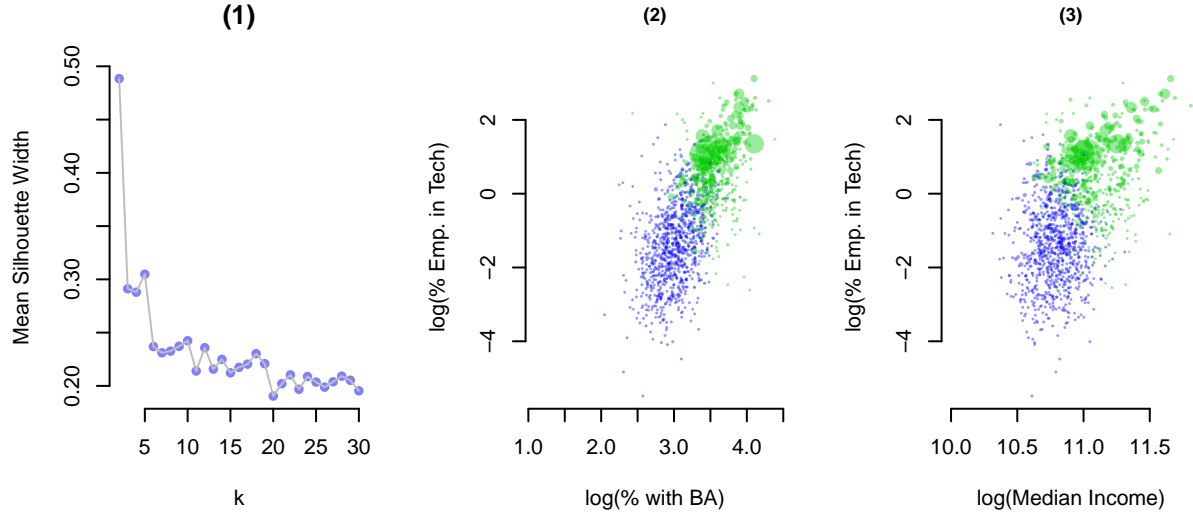 (1)
(2)
(3)
Mean Silhouette Width
0.50
0.40
0.30
0.20
5 10 15 20 25 30
k
log(% Emp. in Tech)
2
0
−2
−4
1.0 2.0 3.0 4.0
log(% with BA)
log(% Emp. in Tech)
2
0
−2
−4
10.0 10.5 11.0 11.5
log(Median Income)